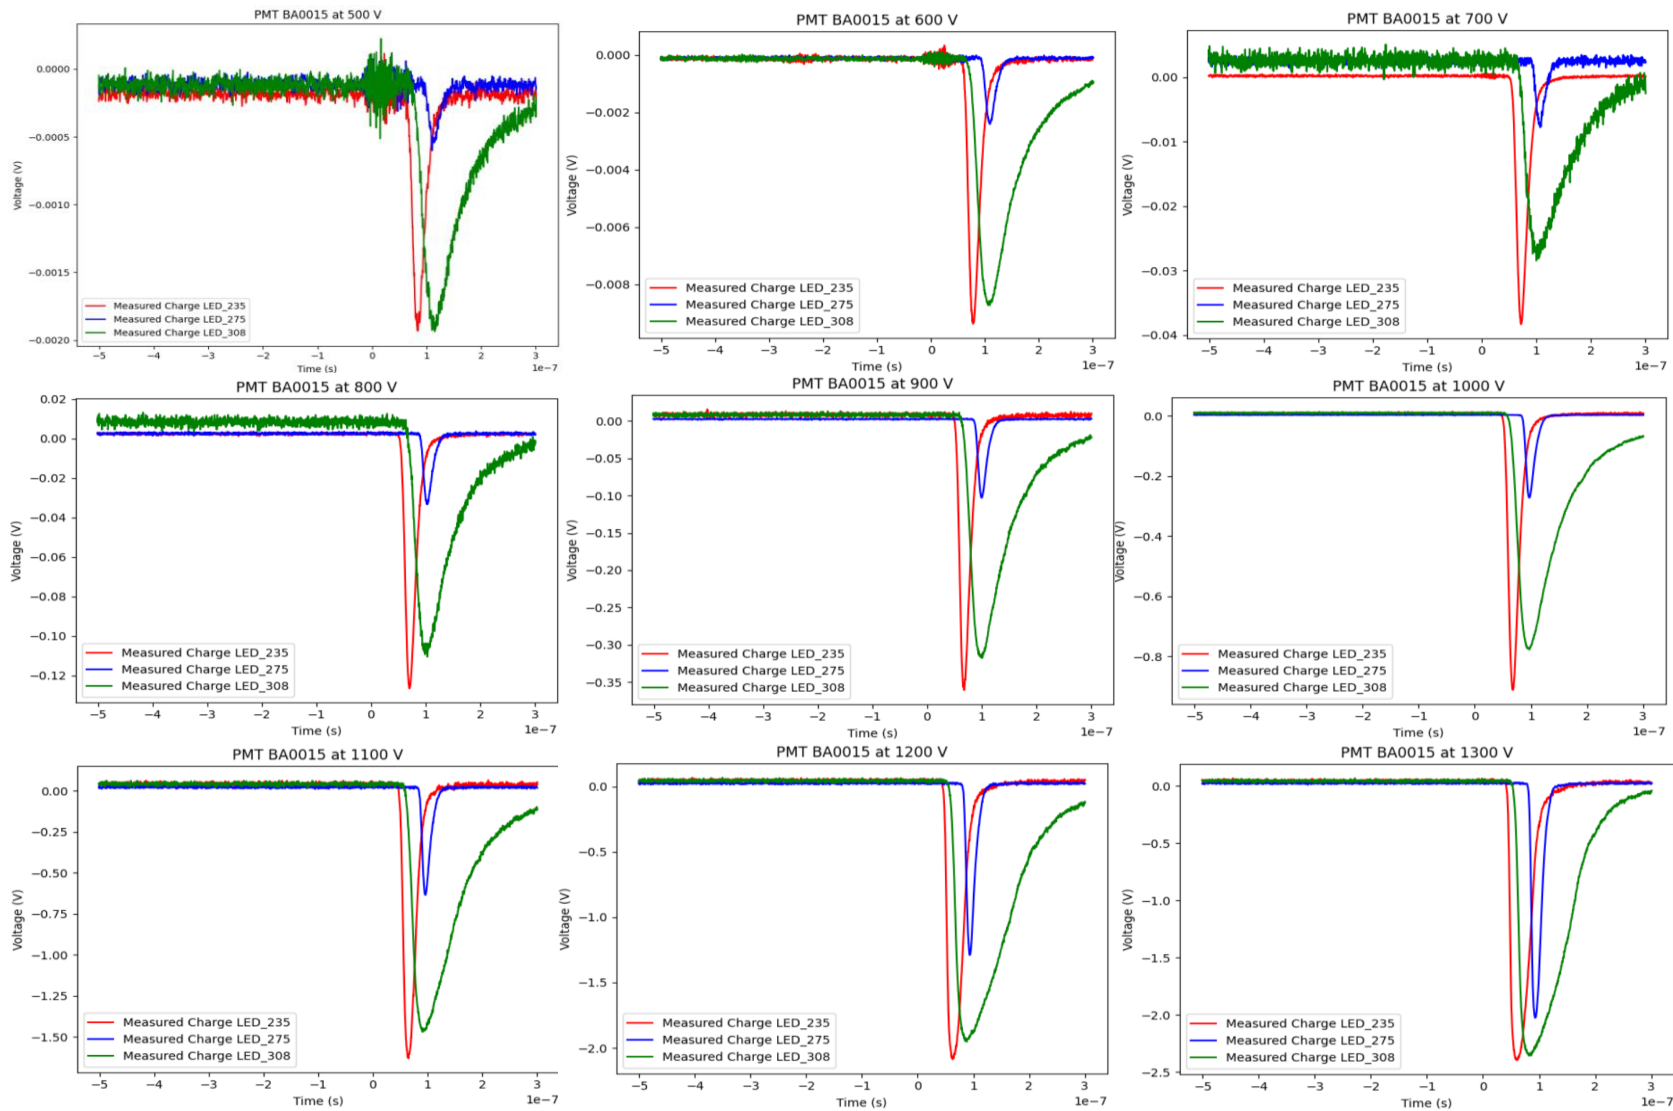 PMT BA0015 at 500 V
Voltage (V)
0.0000
−0.0005
−0.0010
−0.0015
−0.0020
Measured Charge LED_235
Measured Charge LED_275
Measured Charge LED_308
−5 −4 −3 −2 −1 0 1 2 3
Time (s)
1e−7
PMT BA0015 at 600 V
Voltage (V)
0.000
−0.002
−0.004
−0.006
−0.008
Measured Charge LED_235
Measured Charge LED_275
Measured Charge LED_308
−5 −4 −3 −2 −1 0 1 2 3
Time (s)
1e−7
PMT BA0015 at 700 V
Voltage (V)
0.00
−0.01
−0.02
−0.03
−0.04
Measured Charge LED_235
Measured Charge LED_275
Measured Charge LED_308
−5 −4 −3 −2 −1 0 1 2 3
Time (s)
1e−7
PMT BA0015 at 800 V
Voltage (V)
0.02
0.00
−0.02
−0.04
−0.06
−0.08
−0.10
−0.12
Measured Charge LED_235
Measured Charge LED_275
Measured Charge LED_308
−5 −4 −3 −2 −1 0 1 2 3
Time (s)
1e−7
PMT BA0015 at 900 V
Voltage (V)
0.00
−0.05
−0.10
−0.15
−0.20
−0.25
−0.30
−0.35
Measured Charge LED_235
Measured Charge LED_275
Measured Charge LED_308
−5 −4 −3 −2 −1 0 1 2 3
Time (s)
1e−7
PMT BA0015 at 1000 V
Voltage (V)
0.0
−0.2
−0.4
−0.6
−0.8
Measured Charge LED_235
Measured Charge LED_275
Measured Charge LED_308
−5 −4 −3 −2 −1 0 1 2 3
Time (s)
1e−7
PMT BA0015 at 1100 V
Voltage (V)
0.00
−0.25
−0.50
−0.75
−1.00
−1.25
−1.50
Measured Charge LED_235
Measured Charge LED_275
Measured Charge LED_308
−5 −4 −3 −2 −1 0 1 2 3
Time (s)
1e−7
PMT BA0015 at 1200 V
Voltage (V)
0.0
−0.5
−1.0
−1.5
−2.0
Measured Charge LED_235
Measured Charge LED_275
Measured Charge LED_308
−5 −4 −3 −2 −1 0 1 2 3
Time (s)
1e−7
PMT BA0015 at 1300 V
Voltage (V)
0.0
−0.5
−1.0
−1.5
−2.0
−2.5
Measured Charge LED_235
Measured Charge LED_275
Measured Charge LED_308
−5 −4 −3 −2 −1 0 1 2 3
Time (s)
1e−7